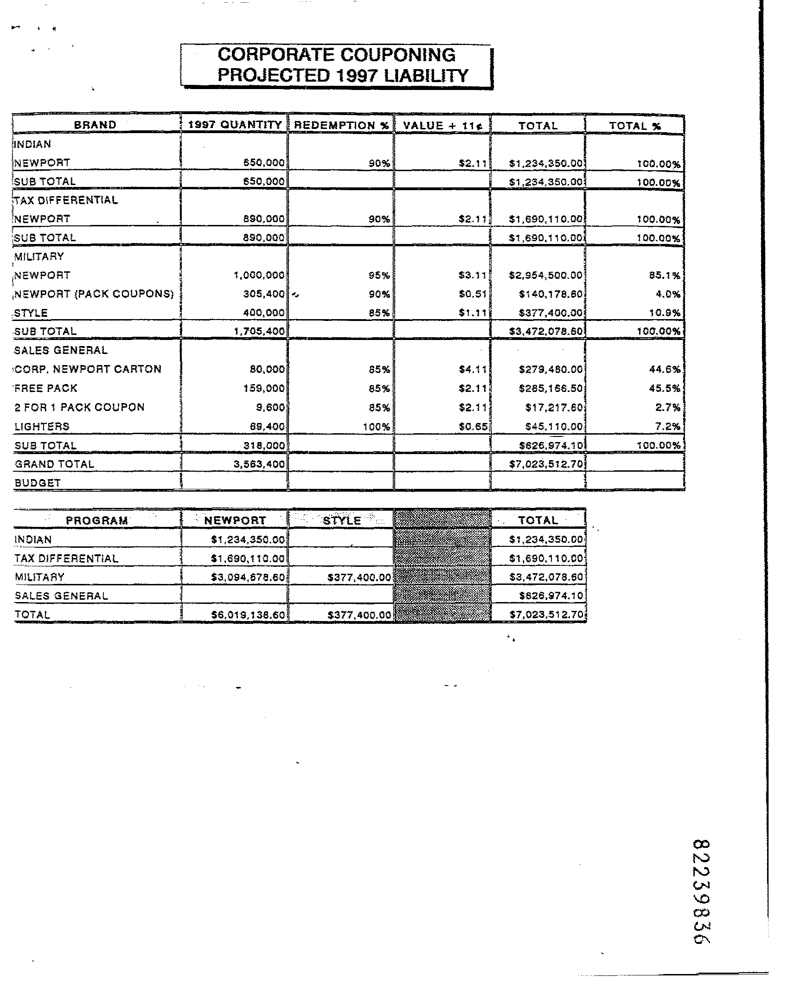 CORPORATE COUPONING
PROJECTED 1997 LIABILITY
BRAND 1997 QUANTITY REDEMPTION % VALUE + 11¢ TOTAL TOTAL %
INDIAN
NEWPORT 650,000 90% $2.11 $1,234,350.00 100.00%
SUB TOTAL 650,000 $1,234,350.00 100.00%
TAX DIFFERENTIAL
NEWPORT 890,000 90% $2.11 $1,690,110.00 100.00%
SUB TOTAL 890,000 $1,690,110.00 100.00%
MILITARY
NEWPORT 1,000,000 95% $3.11 $2,954,500.00 85.1%
NEWPORT (PACK COUPONS) 305,400 90% $0.51 $140,178.60 4.0%
STYLE 400,000 85% $1.11 $377,400.00 10.9%
SUB TOTAL 1,705,400 $3,472,078.60 100.00%
SALES GENERAL
CORP. NEWPORT CARTON 80,000 85% $4.11 $279,480.00 44.6%
FREE PACK 159,000 85% $2.11 $285,166.50 45.5%
2 FOR 1 PACK COUPON 9,600 85% $2.11 $17,217.60 2.7%
LIGHTERS 69,400 100% $0.65 $45,110.00 7.2%
SUB TOTAL 318,000 $626,974.10 100.00%
GRAND TOTAL 3,563,400 $7,023,512.70
BUDGET
PROGRAM NEWPORT STYLE TOTAL
INDIAN $1,234,350.00 $1,234,350.00
TAX DIFFERENTIAL $1,690,110.00 $1,690,110.00
MILITARY $3,094,678.60 $377,400.00 $3,472,078.60
SALES GENERAL $626,974.10
TOTAL $6,019,138.60 $377,400.00 $7,023,512.70
82239836